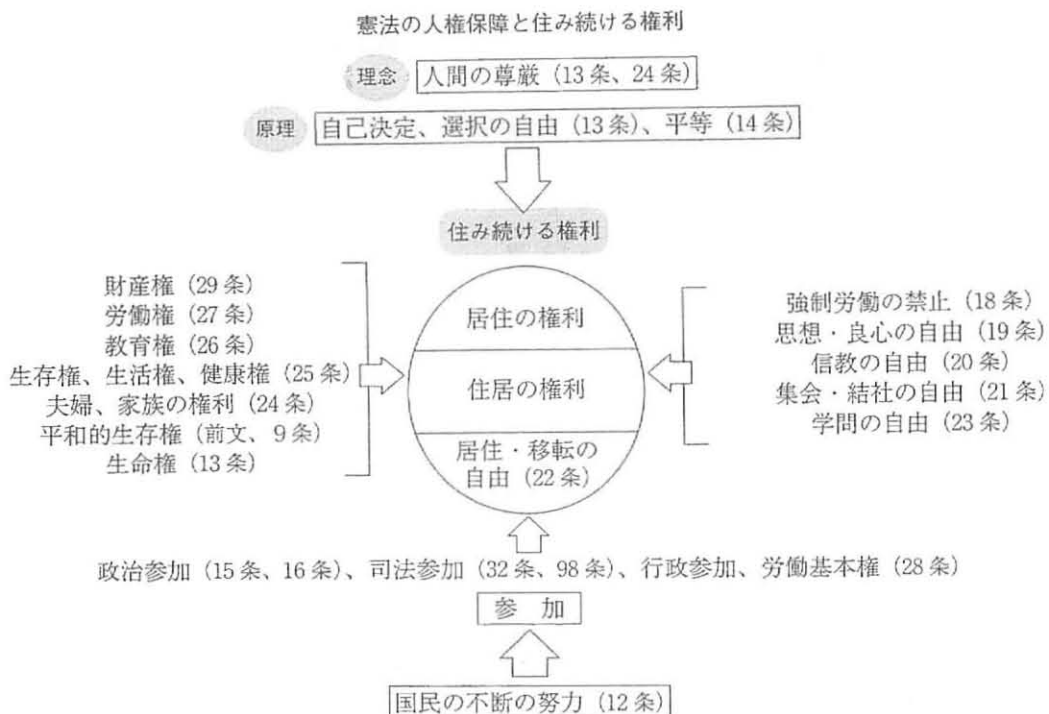 憲法の人権保障と住み続ける権利
理念 人間の尊厳（13条、24条）
原理 自己決定、選択の自由（13条）、平等（14条）
住み続ける権利
財産権（29条）
労働権（27条）
教育権（26条）
生存権、生活権、健康権（25条）
夫婦、家族の権利（24条）
平和的生存権（前文、9条）
生命権（13条）
居住の権利
住居の権利
居住・移転の
自由（22条）
強制労働の禁止（18条）
思想・良心の自由（19条）
信教の自由（20条）
集会・結社の自由（21条）
学問の自由（23条）
政治参加（15条、16条）、司法参加（32条、98条）、行政参加、労働基本権（28条）
参　加
国民の不断の努力（12条）